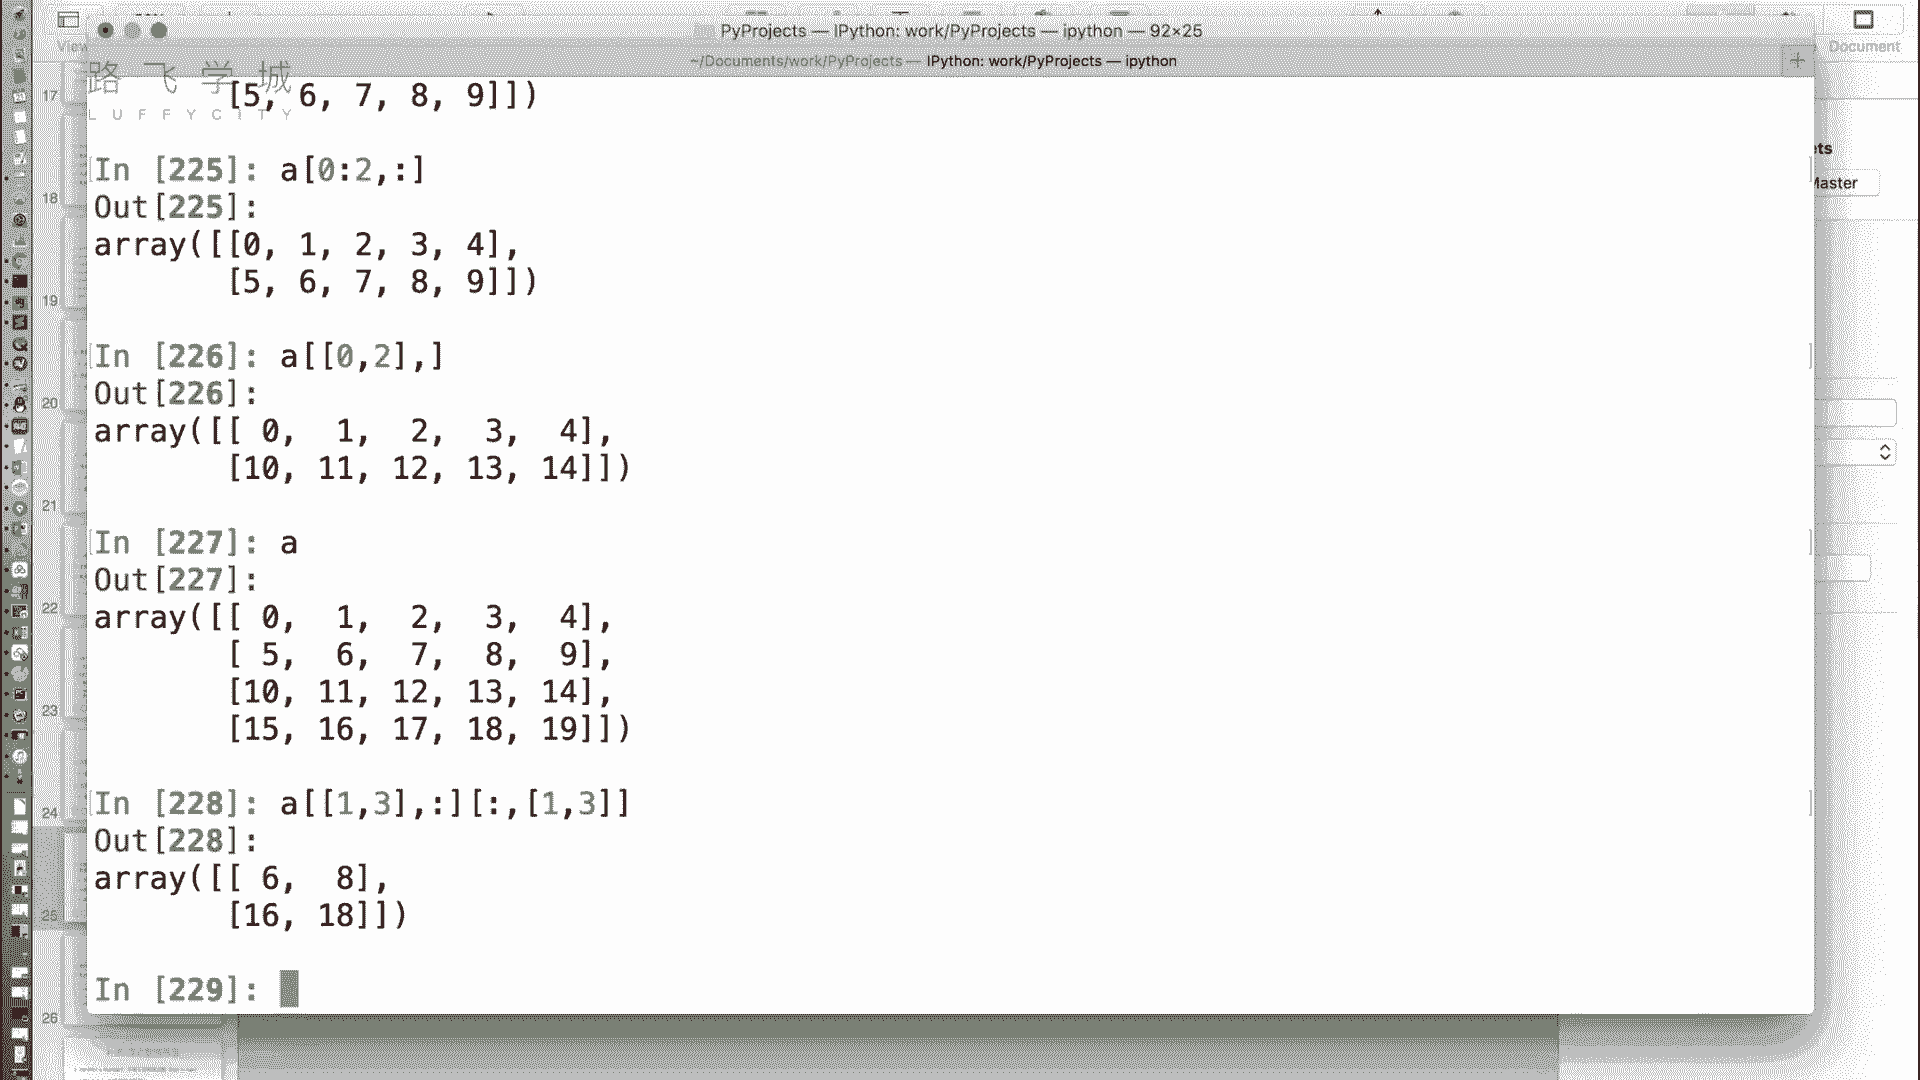 View
Document
PyProjects — IPython: work/PyProjects — ipython — 92×25
~/Documents/work/PyProjects — IPython: work/PyProjects — ipython
路飞学城
LUFFYCITY
[5, 6, 7, 8, 9]])
In [225]: a[0:2,:]
Out[225]:
array([[0, 1, 2, 3, 4],
[5, 6, 7, 8, 9]])
In [226]: a[[0,2],]
Out[226]:
array([[ 0,  1,  2,  3,  4],
[10, 11, 12, 13, 14]])
In [227]: a
Out[227]:
array([[ 0,  1,  2,  3,  4],
[ 5,  6,  7,  8,  9],
[10, 11, 12, 13, 14],
[15, 16, 17, 18, 19]])
In [228]: a[[1,3],:][:,[1,3]]
Out[228]:
array([[ 6,  8],
[16, 18]])
In [229]:
17
18
19
20
21
22
23
24
25
26
ets
Master